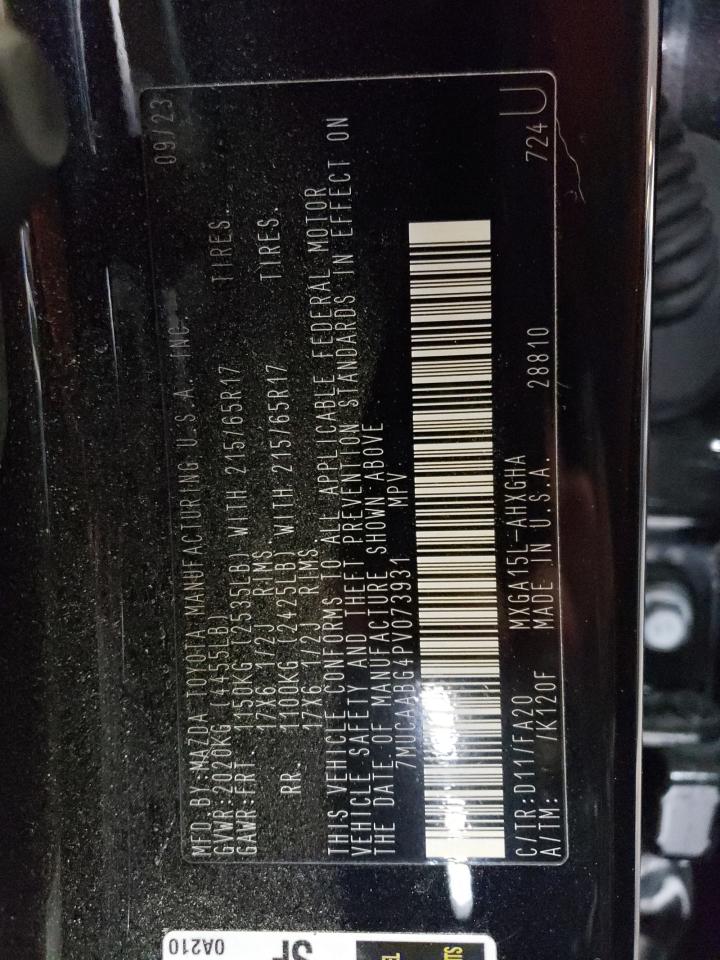 MFD.BY:MAZDA TOYOTA MANUFACTURING U.S.A. INC. 09/23
GVWR:2020KG (4455LB)
GAWR:FRT. 1150KG (2535LB) WITH 215/65R17 TIRES.
17X6 1/2J RIMS
RR. 1100KG (2425LB) WITH 215/65R17 TIRES.
17X6 1/2J RIMS
THIS VEHICLE CONFORMS TO ALL APPLICABLE FEDERAL MOTOR
VEHICLE SAFETY AND THEFT PREVENTION STANDARDS IN EFFECT ON
THE DATE OF MANUFACTURE SHOWN ABOVE
7MUCAABG4PV073931 MPV
C/TR:D11/FA20 MXGA15L-AHXGHA 28810 724 U
A/TM: /K120F MADE IN U.S.A.
0A210